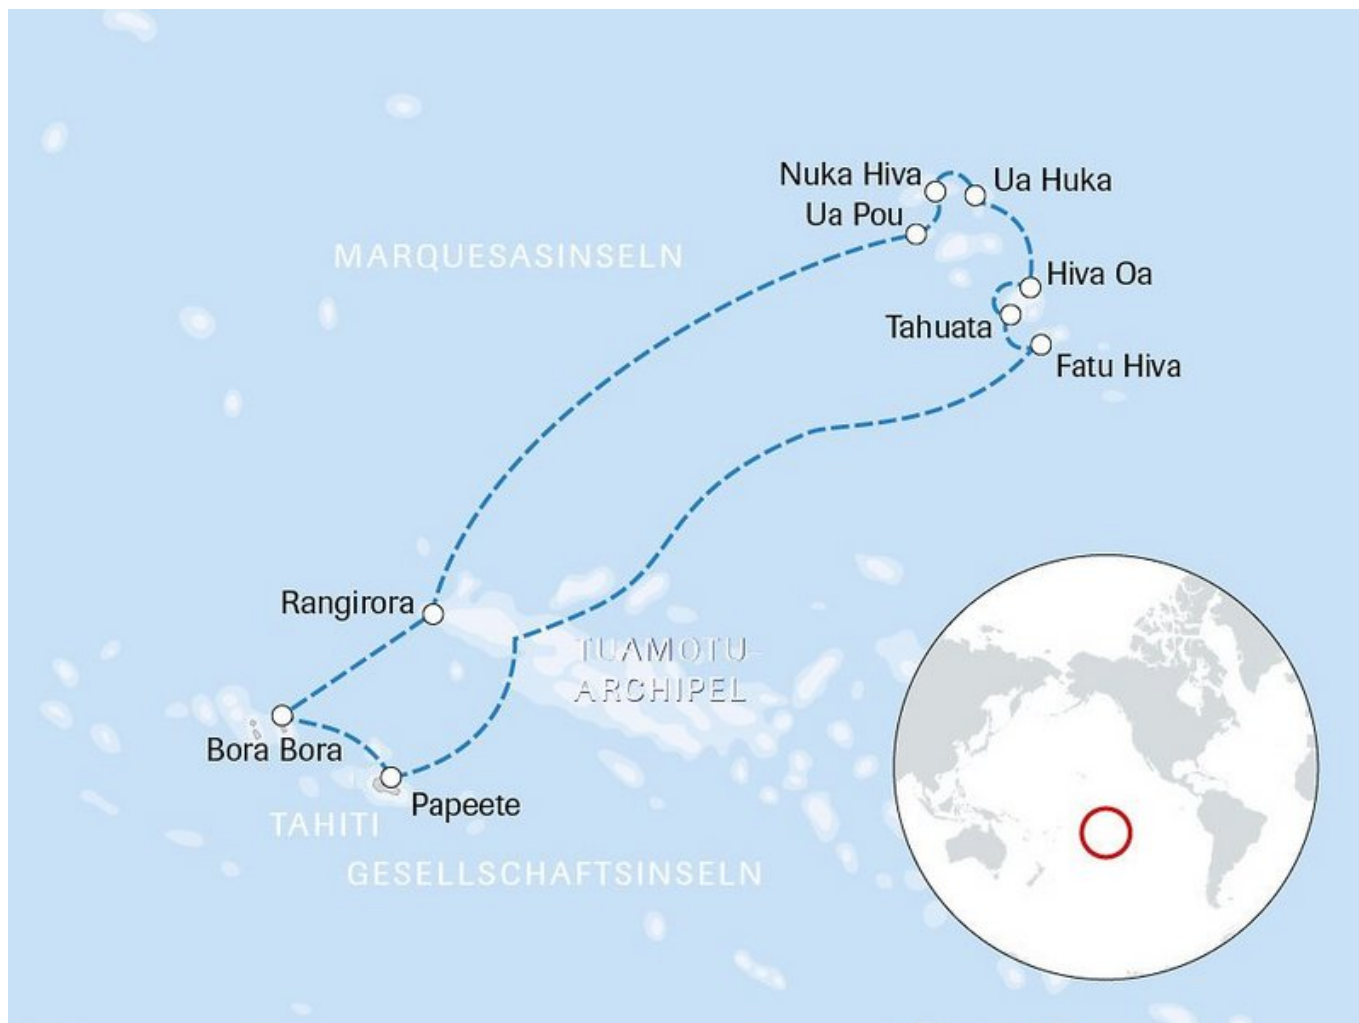 Nuka Hiva
Ua Huka
Ua Pou
MARQUESASINSELN
Hiva Oa
Tahuata
Fatu Hiva
Rangirora
TUAMOTU-
ARCHIPEL
Bora Bora
Papeete
TAHITI
GESELLSCHAFTSINSELN